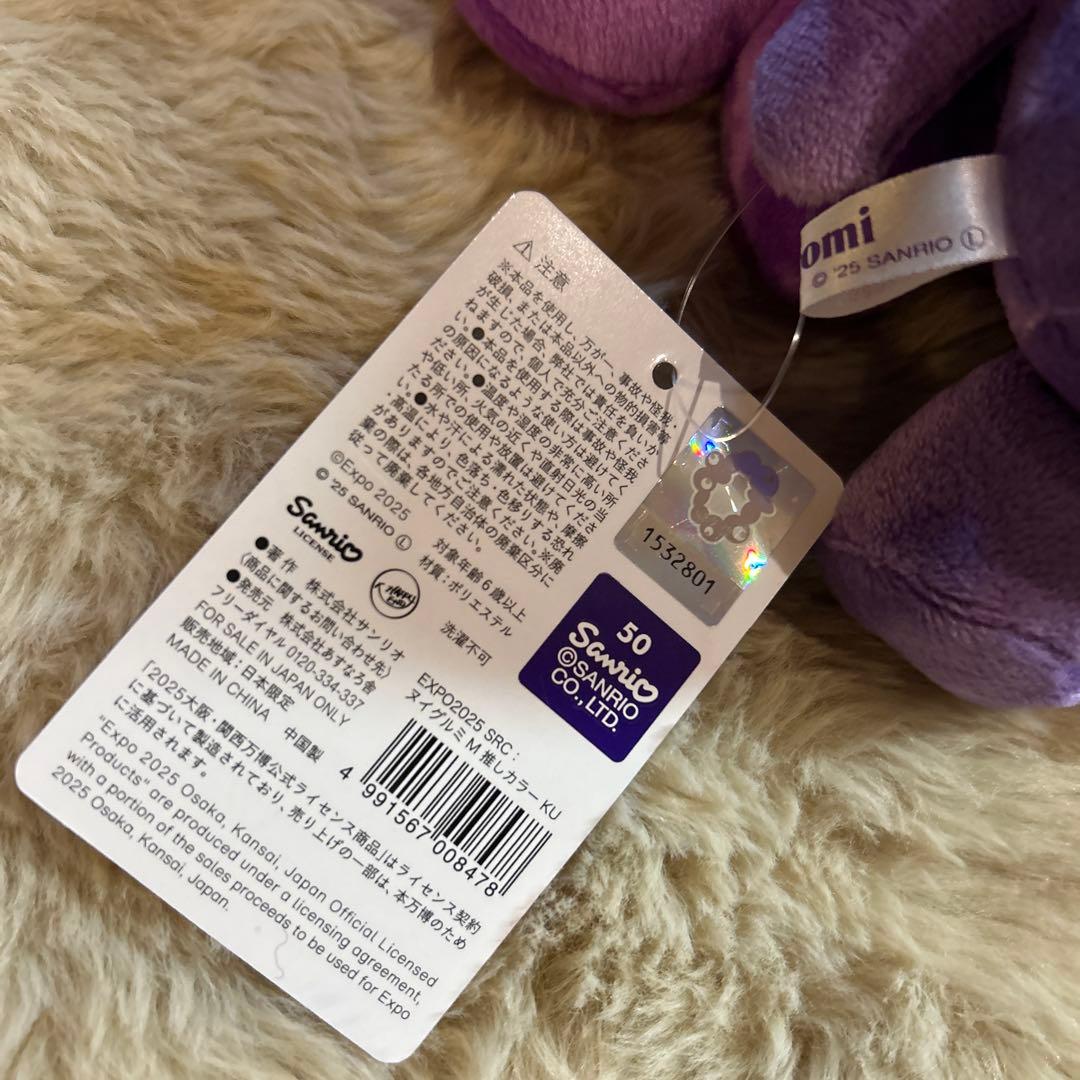 ⚠ 注意
※本品を使用し、万が一、事故や怪我、
破損、または本品以外への物的損害等
が生じた場合、弊社では責任を負いか
ねますので、個人で充分ご注意くださ
い。●本品を使用する際は事故や怪我
の原因になるような使い方は避けてく
ださい。●温度や湿度の非常に高い所
や低い所・火気の近くや直射日光の当
たる所での使用や放置は避けてくださ
い。●水や汗による濡れた状態や、摩擦
・高温により色落ち、色移りする恐れ
がありますのでご注意ください。※廃
棄の際は、各地方自治体の廃棄区分に
従って廃棄してください。
©Expo 2025
© '25 SANRIO Ⓛ
Sanrio
LICENSE
対象年齢6歳以上
材質:ポリエステル
洗濯不可
●著作 株式会社サンリオ
〈商品に関するお問い合わせ先〉
●発売元 株式会社あすなろ舎
フリーダイヤル 0120-334-337
FOR SALE IN JAPAN ONLY
販売地域:日本限定
MADE IN CHINA 中国製
EXPO2025 SRC:
ヌイグルミ M 推しカラー KU
4 991567 008478
「2025大阪・関西万博公式ライセンス商品」はライセンス契約
に基づいて製造されており、売り上げの一部は、本万博のため
に活用されます。
"Expo 2025 Osaka, Kansai, Japan Official Licensed
Products" are produced under a licensing agreement,
with a portion of the sales proceeds to be used for Expo
2025 Osaka, Kansai, Japan.
1532801
50
Sanrio
©SANRIO
CO., LTD.
omi
© '25 SANRIO Ⓛ